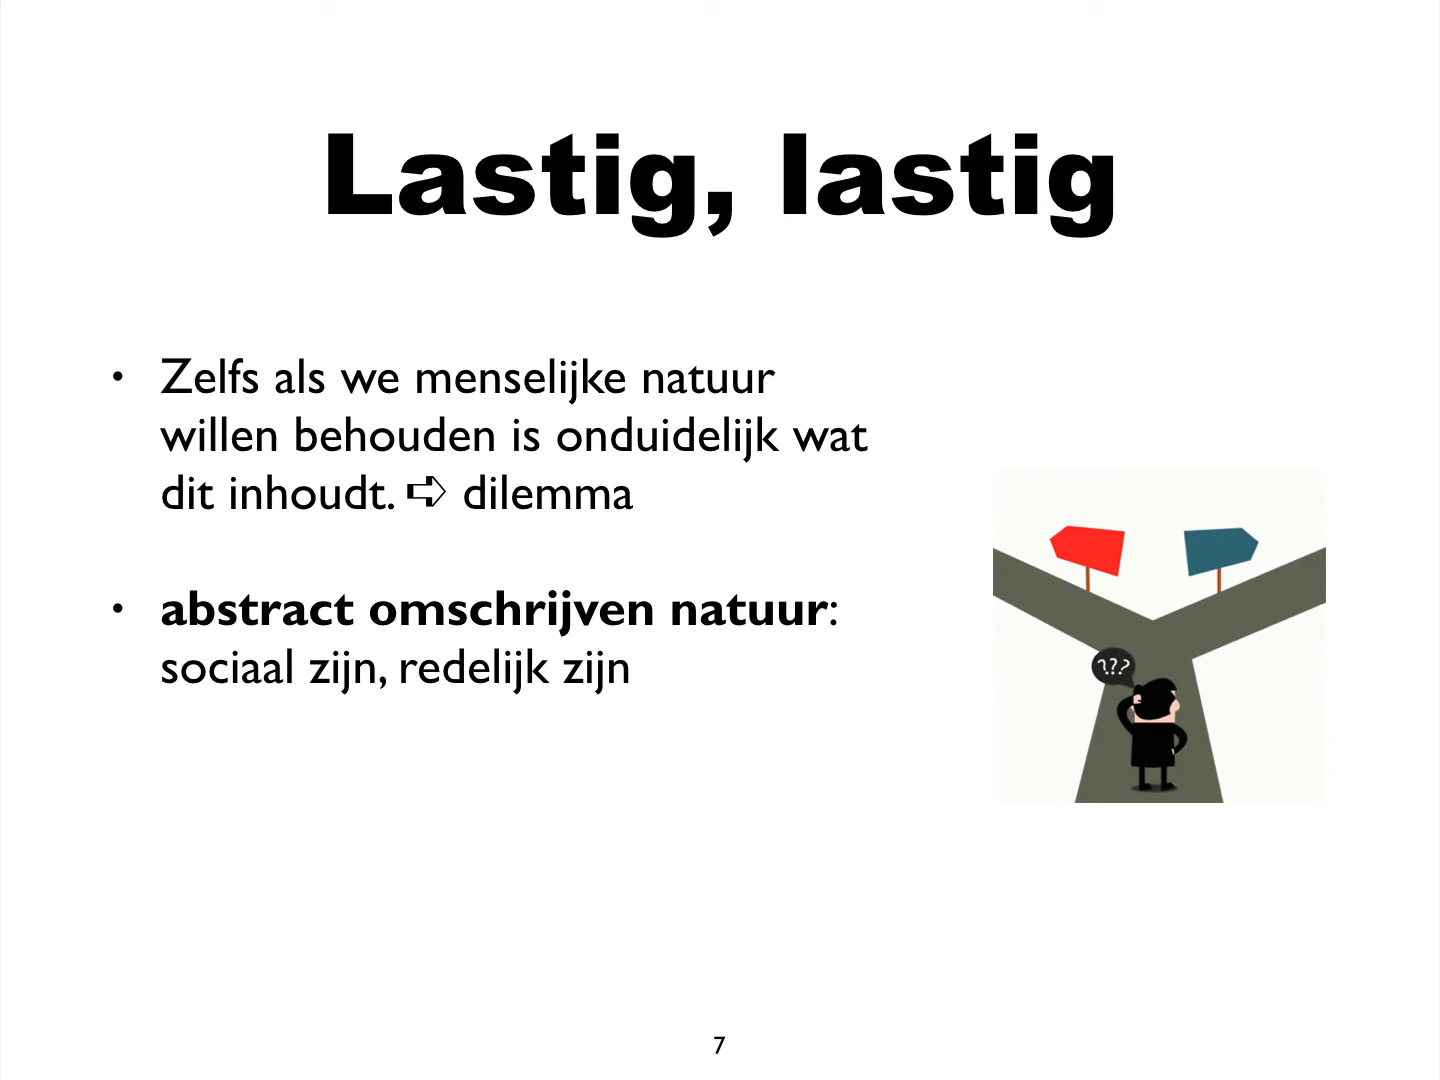 Lastig, lastig
• Zelfs als we menselijke natuur
willen behouden is onduidelijk wat
dit inhoudt. ➪ dilemma
• abstract omschrijven natuur:
sociaal zijn, redelijk zijn
???
7